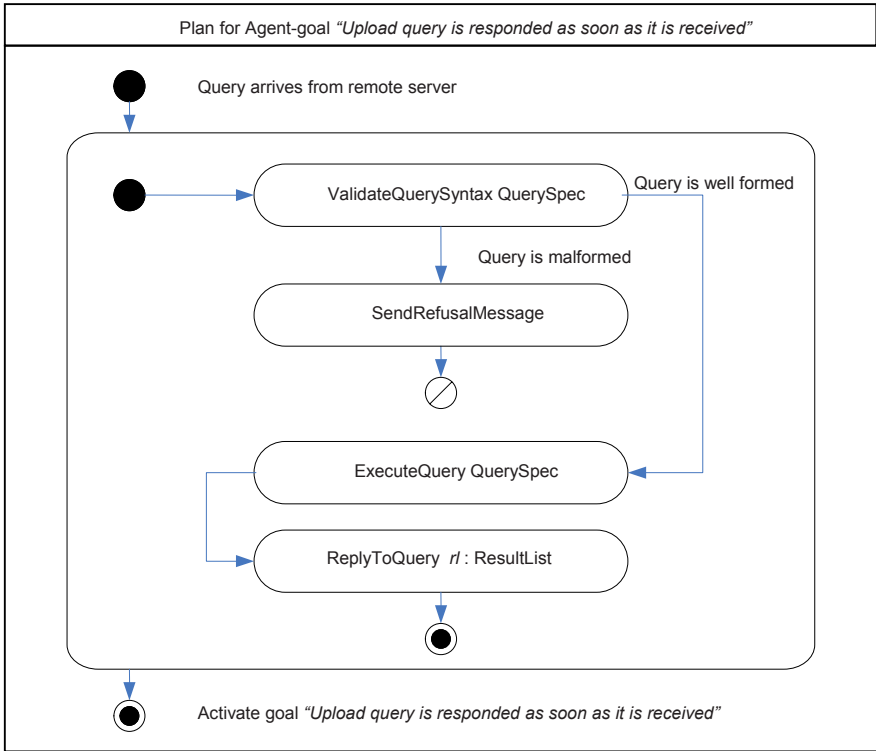 Plan for Agent-goal “Upload query is responded as soon as it is received”
Query arrives from remote server
ValidateQuerySyntax QuerySpec
Query is well formed
Query is malformed
SendRefusalMessage
ExecuteQuery QuerySpec
ReplyToQuery rl : ResultList
Activate goal “Upload query is responded as soon as it is received”